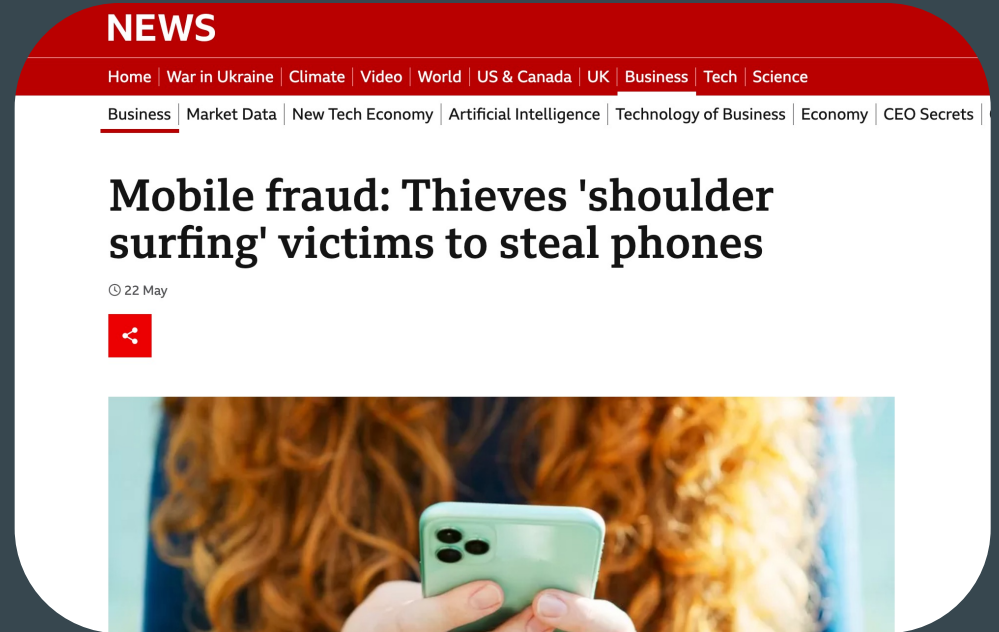 NEWS
Home War in Ukraine Climate Video World US & Canada UK Business Tech Science
Business Market Data New Tech Economy Artificial Intelligence Technology of Business Economy CEO Secrets
Mobile fraud: Thieves 'shoulder
surfing' victims to steal phones
22 May